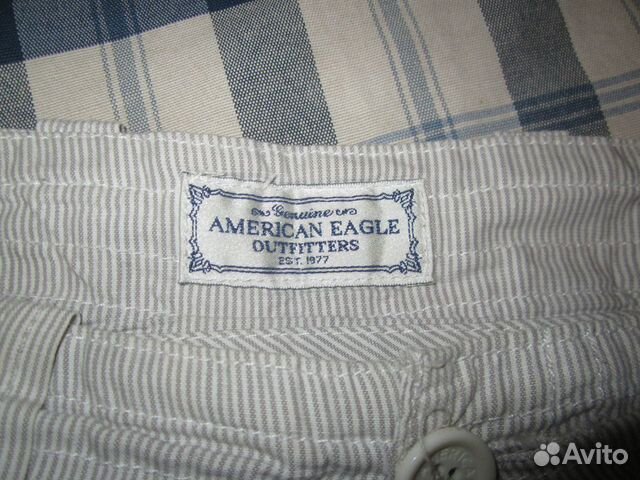 Genuine
AMERICAN EAGLE
OUTFITTERS
EST. 1977
Avito